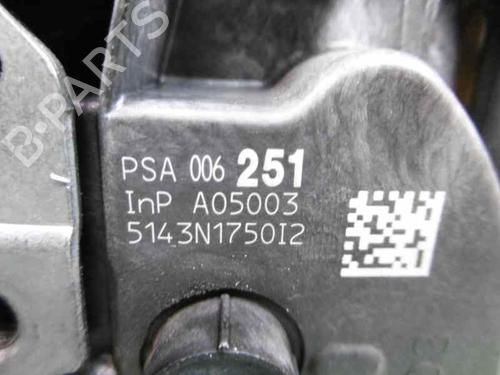 B-PARTS
PSA 006 251
InP A05003
5143N1750I2